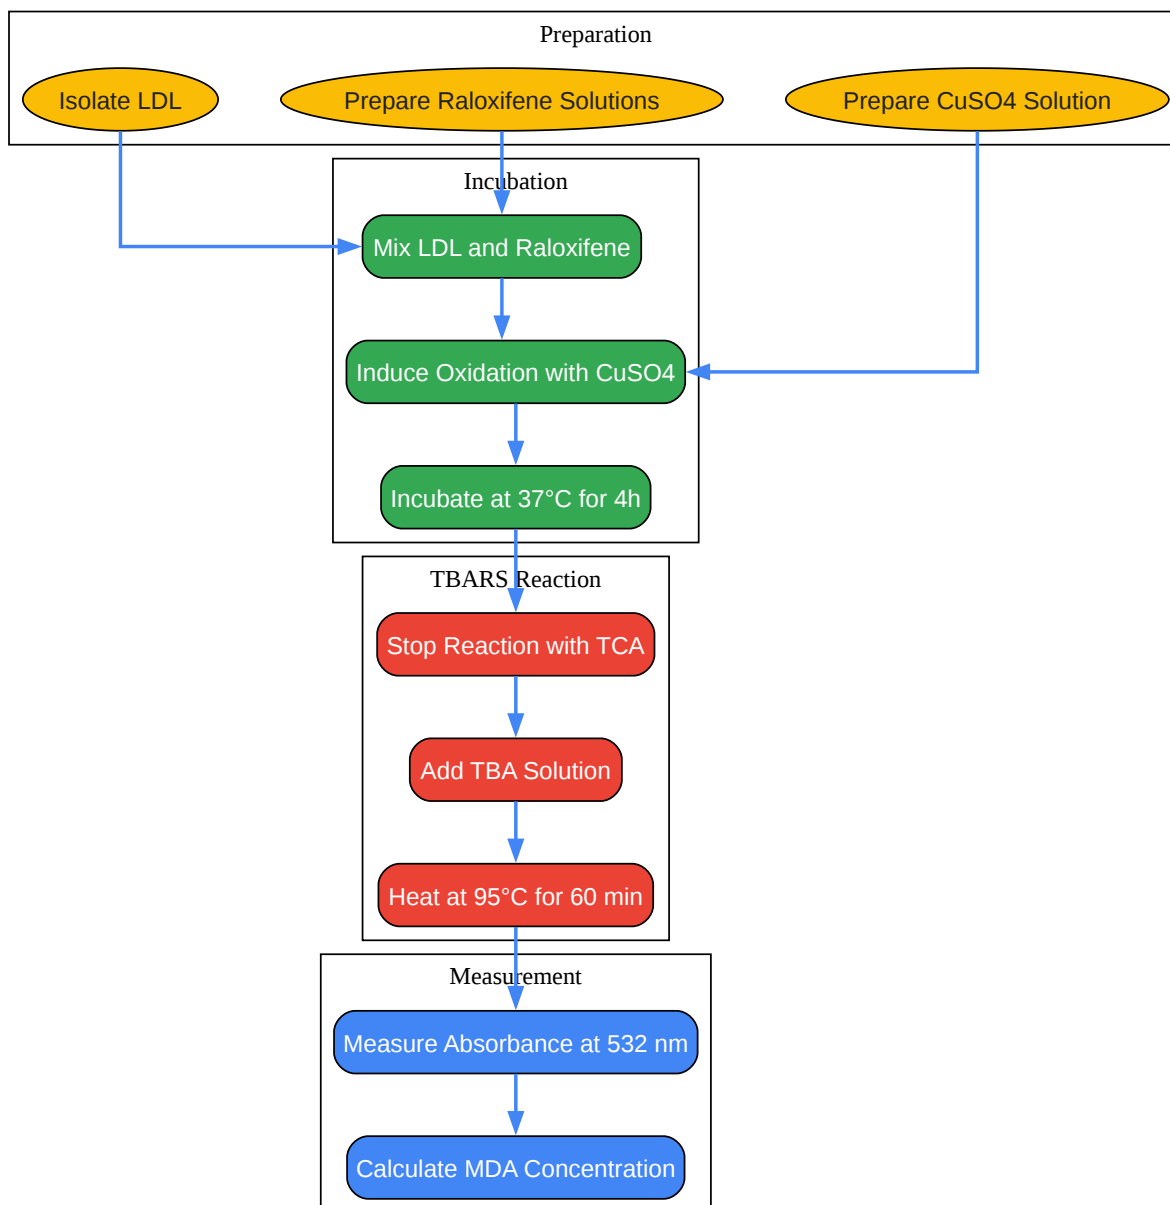 Preparation
Isolate LDL
Prepare Raloxifene Solutions
Prepare CuSO4 Solution
Incubation
Mix LDL and Raloxifene
Induce Oxidation with CuSO4
Incubate at 37°C for 4h
TBARS Reaction
Stop Reaction with TCA
Add TBA Solution
Heat at 95°C for 60 min
Measurement
Measure Absorbance at 532 nm
Calculate MDA Concentration